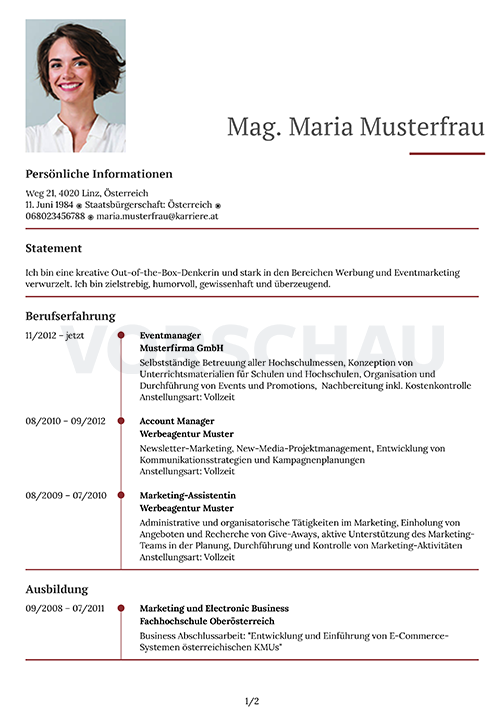 Mag. Maria Musterfrau
Persönliche Informationen
Weg 21, 4020 Linz, Österreich
11. Juni 1984 ◉ Staatsbürgerschaft: Österreich ◉
068023456788 ◉ maria.musterfrau@karriere.at
Statement
Ich bin eine kreative Out-of-the-Box-Denkerin und stark in den Bereichen Werbung und Eventmarketing
verwurzelt. Ich bin zielstrebig, humorvoll, gewissenhaft und überzeugend.
Berufserfahrung
VORSCHAU
11/2012 – jetzt
Eventmanager
Musterfirma GmbH
Selbstständige Betreuung aller Hochschulmessen, Konzeption von
Unterrichtsmaterialien für Schulen und Hochschulen, Organisation und
Durchführung von Events und Promotions, Nachbereitung inkl. Kostenkontrolle
Anstellungsart: Vollzeit
08/2010 – 09/2012
Account Manager
Werbeagentur Muster
Newsletter-Marketing, New-Media-Projektmanagement, Entwicklung von
Kommunikationsstrategien und Kampagnenplanungen
Anstellungsart: Vollzeit
08/2009 – 07/2010
Marketing-Assistentin
Werbeagentur Muster
Administrative und organisatorische Tätigkeiten im Marketing, Einholung von
Angeboten und Recherche von Give-Aways, aktive Unterstützung des Marketing-
Teams in der Planung, Durchführung und Kontrolle von Marketing-Aktivitäten
Anstellungsart: Vollzeit
Ausbildung
09/2008 – 07/2011
Marketing und Electronic Business
Fachhochschule Oberösterreich
Business Abschlussarbeit: "Entwicklung und Einführung von E-Commerce-
Systemen österreichischen KMUs"
1/2